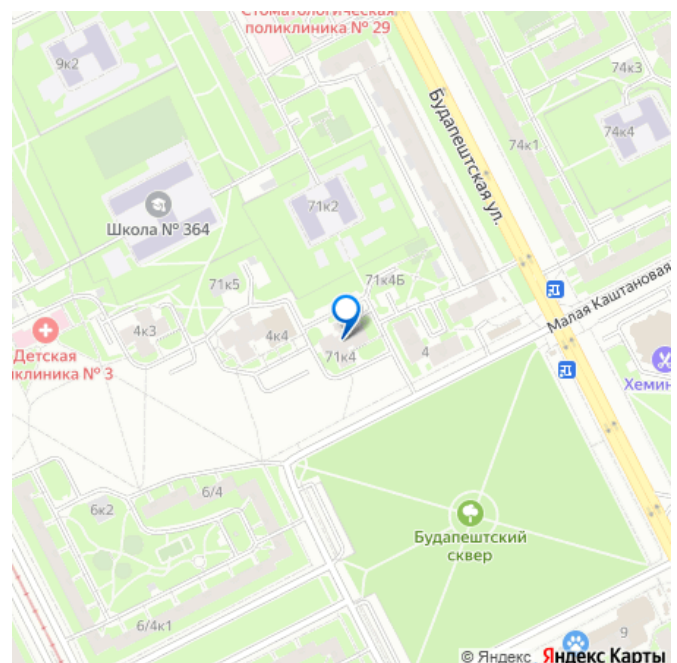 Стоматологическая
поликлиника № 29
9к2
74к3
Будапештская ул.
74к1
74к4
71к2
Школа № 364
71к5
71к4Б
Малая Каштановая
4к3
4к4
71к4
4
Детская
иклиника № 3
Хемин
6/4
6к2
Будапештский
сквер
6/4к1
9
© Яндекс Яндекс Карты